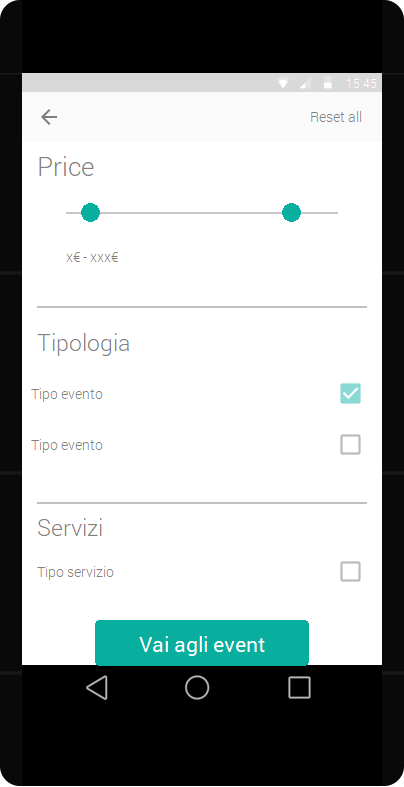 15:45
Reset all
Price
x€ - xxx€
Tipologia
Tipo evento
Tipo evento
Servizi
Tipo servizio
Vai agli event